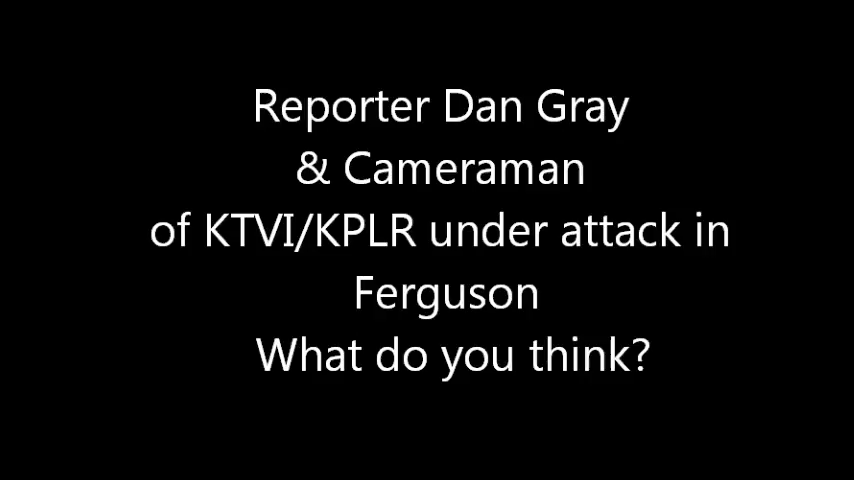 Reporter Dan Gray
& Cameraman
of KTVI/KPLR under attack in
Ferguson
What do you think?